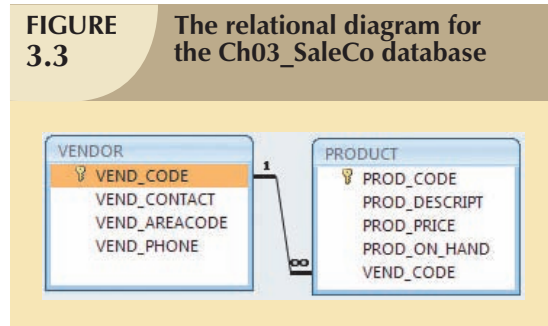 FIGURE
3.3
The relational diagram for
the Ch03_SaleCo database
VENDOR
VEND_CODE
VEND_CONTACT
VEND_AREACODE
VEND_PHONE
1
∞
PRODUCT
PROD_CODE
PROD_DESCRIPT
PROD_PRICE
PROD_ON_HAND
VEND_CODE